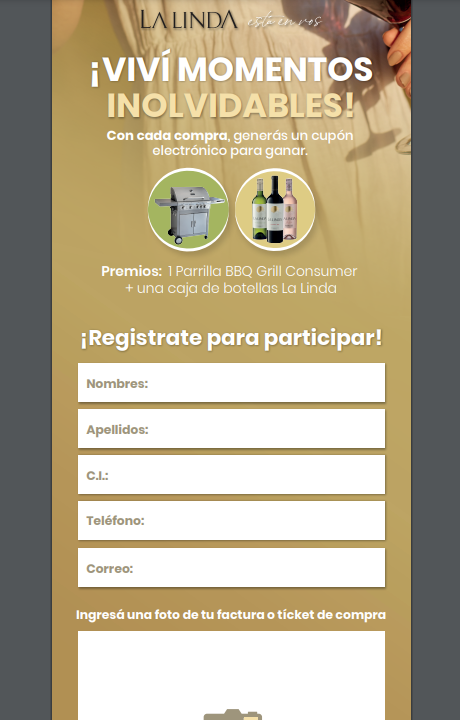 LA LINDA está en vos
¡VIVÍ MOMENTOS
INOLVIDABLES!
Con cada compra, generás un cupón
electrónico para ganar.
Premios: 1 Parrilla BBQ Grill Consumer
+ una caja de botellas La Linda
¡Registrate para participar!
Nombres:
Apellidos:
C.I.:
Teléfono:
Correo:
Ingresá una foto de tu factura o tícket de compra